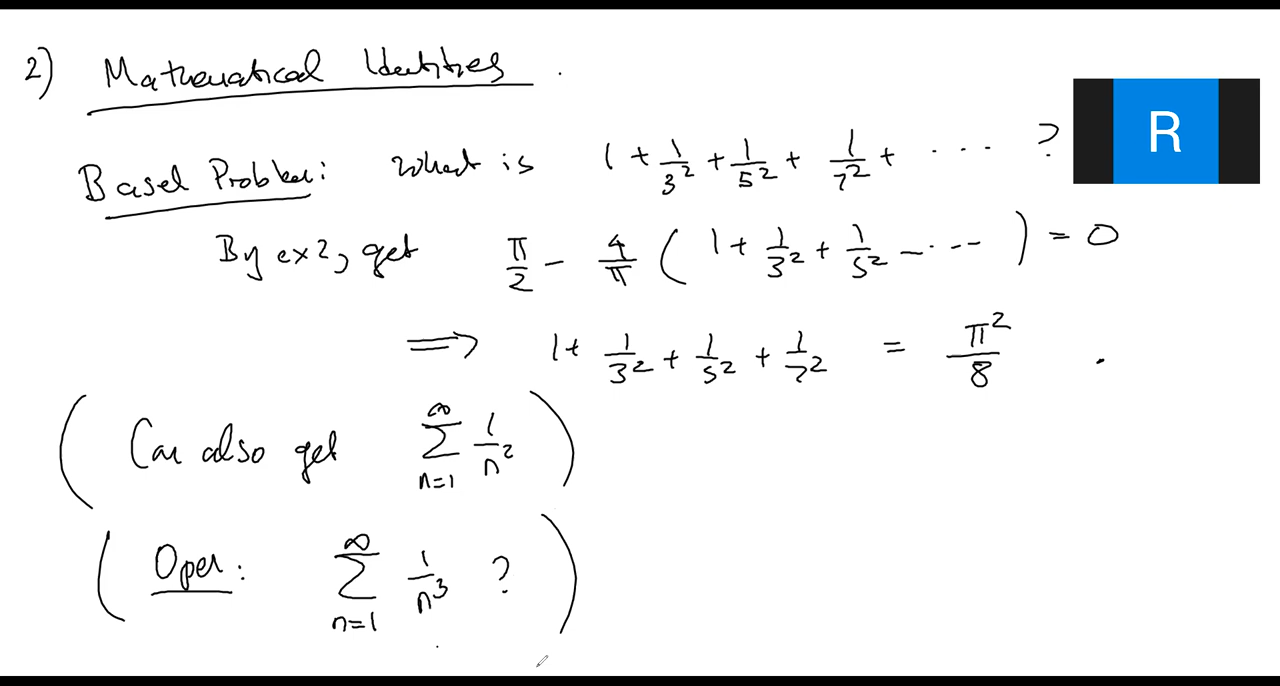 2) Mathematical Identities.
Basel Problem: What is 1 + 1/3² + 1/5² + 1/7² + ···· ?
R
By ex2, get π/2 - 4/π ( 1 + 1/3² + 1/5² - ···-- ) = 0
⟹ 1 + 1/3² + 1/5² + 1/7² = π²/8 .
( Can also get ∑_{n=1}^{∞} 1/n² )
( Open: ∑_{n=1}^{∞} 1/n³ ? )